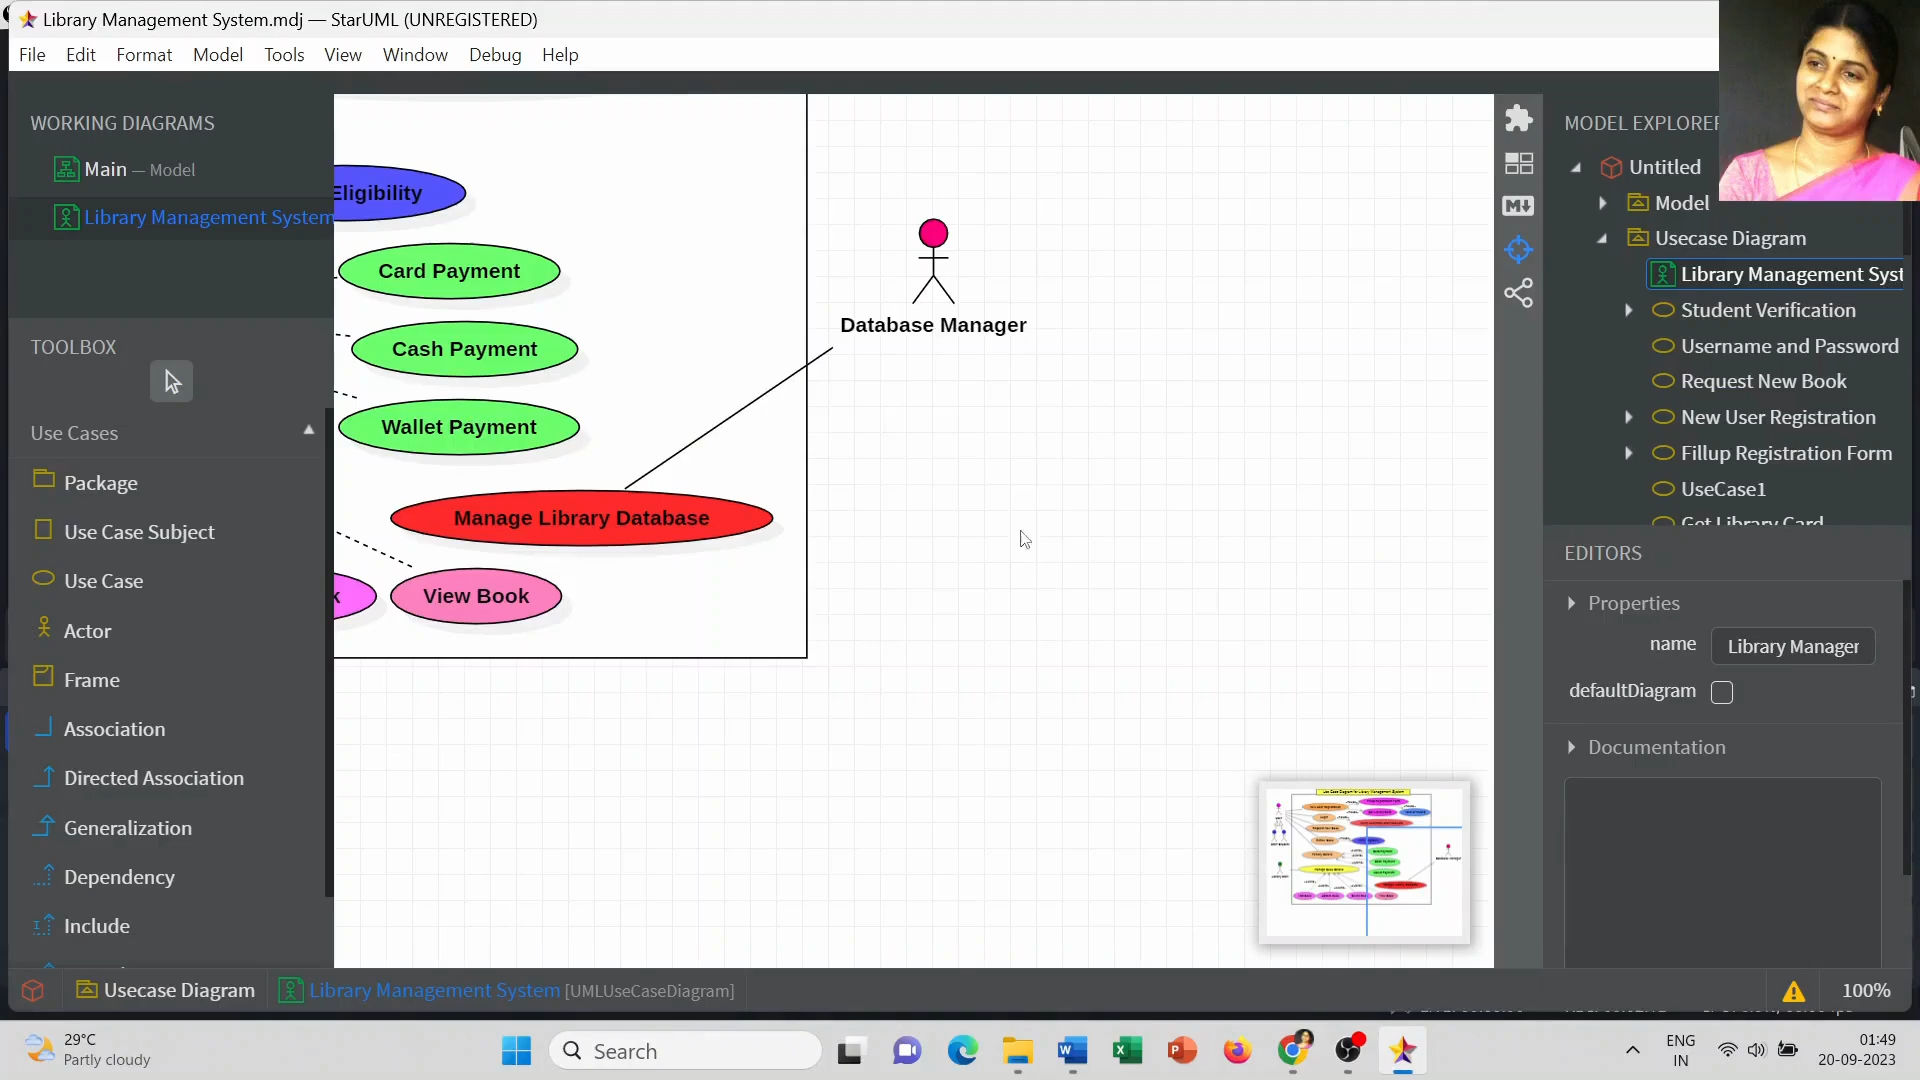 Library Management System.mdj — StarUML (UNREGISTERED)
File Edit Format Model Tools View Window Debug Help
WORKING DIAGRAMS
Main — Model
Library Management System
TOOLBOX
Use Cases
Package
Use Case Subject
Use Case
Actor
Frame
Association
Directed Association
Generalization
Dependency
Include
Eligibility
Card Payment
Cash Payment
Wallet Payment
Manage Library Database
k
View Book
Database Manager
MODEL EXPLORER
Untitled
Model
Usecase Diagram
Library Management Syst
Student Verification
Username and Password
Request New Book
New User Registration
Fillup Registration Form
UseCase1
Get Library Card
EDITORS
Properties
name Library Manager
defaultDiagram
Documentation
Usecase Diagram Library Management System [UMLUseCaseDiagram]
100%
29°C
Partly cloudy
Search
ENG
IN
01:49
20-09-2023